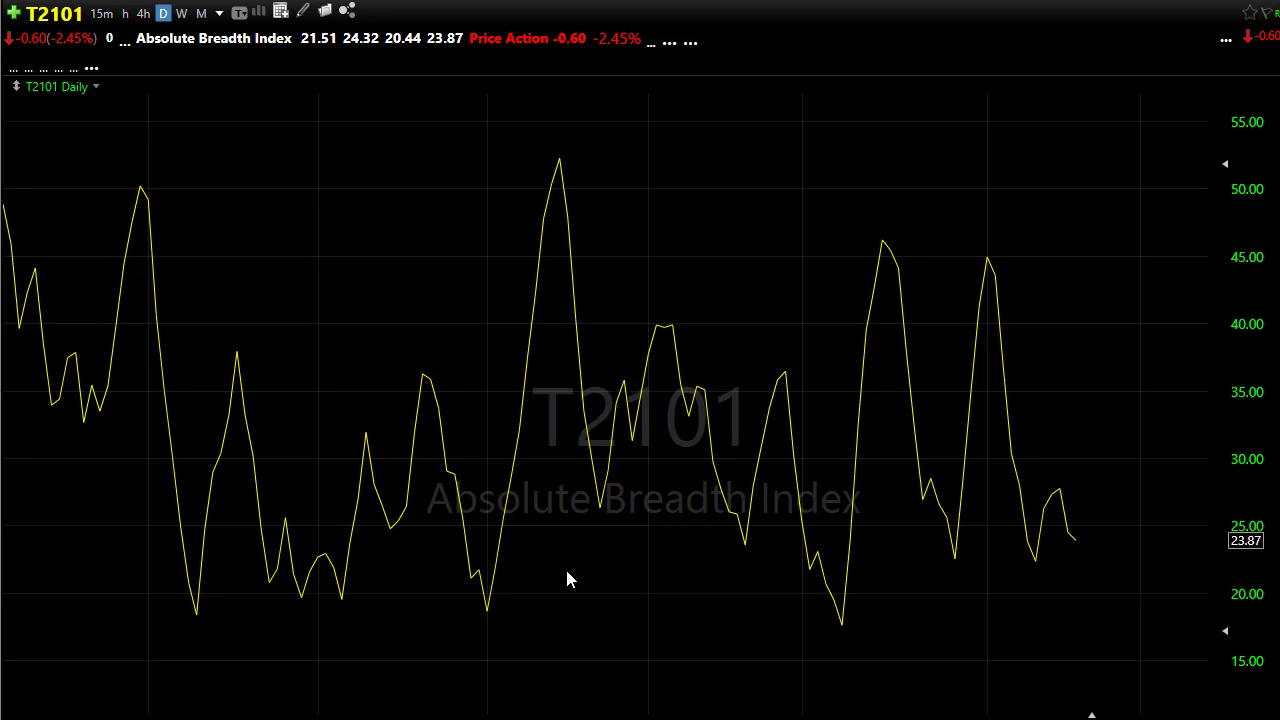 T2101 15m h 4h D W M T
-0.60(-2.45%) 0 ... Absolute Breadth Index 21.51 24.32 20.44 23.87 Price Action -0.60 -2.45% ... ... ... ... -0.60
... ... ... ... ... ...
T2101 Daily
55.00
50.00
45.00
40.00
35.00
T2101
30.00
Absolute Breadth Index
25.00
23.87
20.00
15.00